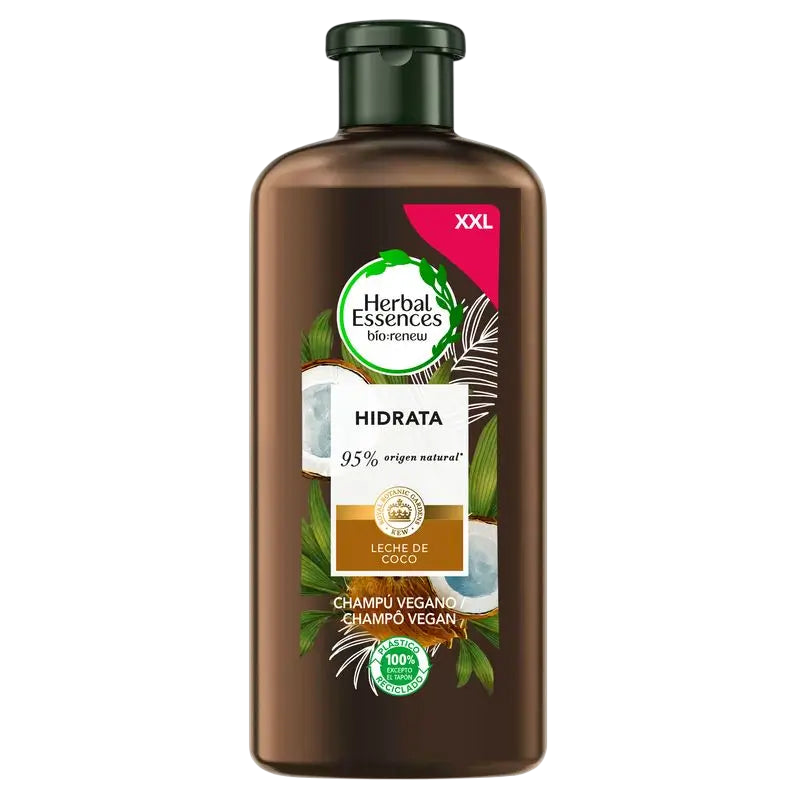 XXL
Herbal
Essences
bío:renew
HIDRATA
95% origen natural*
ROYAL BOTANIC GARDENS
KEW
LECHE DE
COCO
CHAMPÚ VEGANO /
CHAMPÔ VEGAN
PLÁSTICO
100%
EXCEPTO
EL TAPÓN
RECICLADO